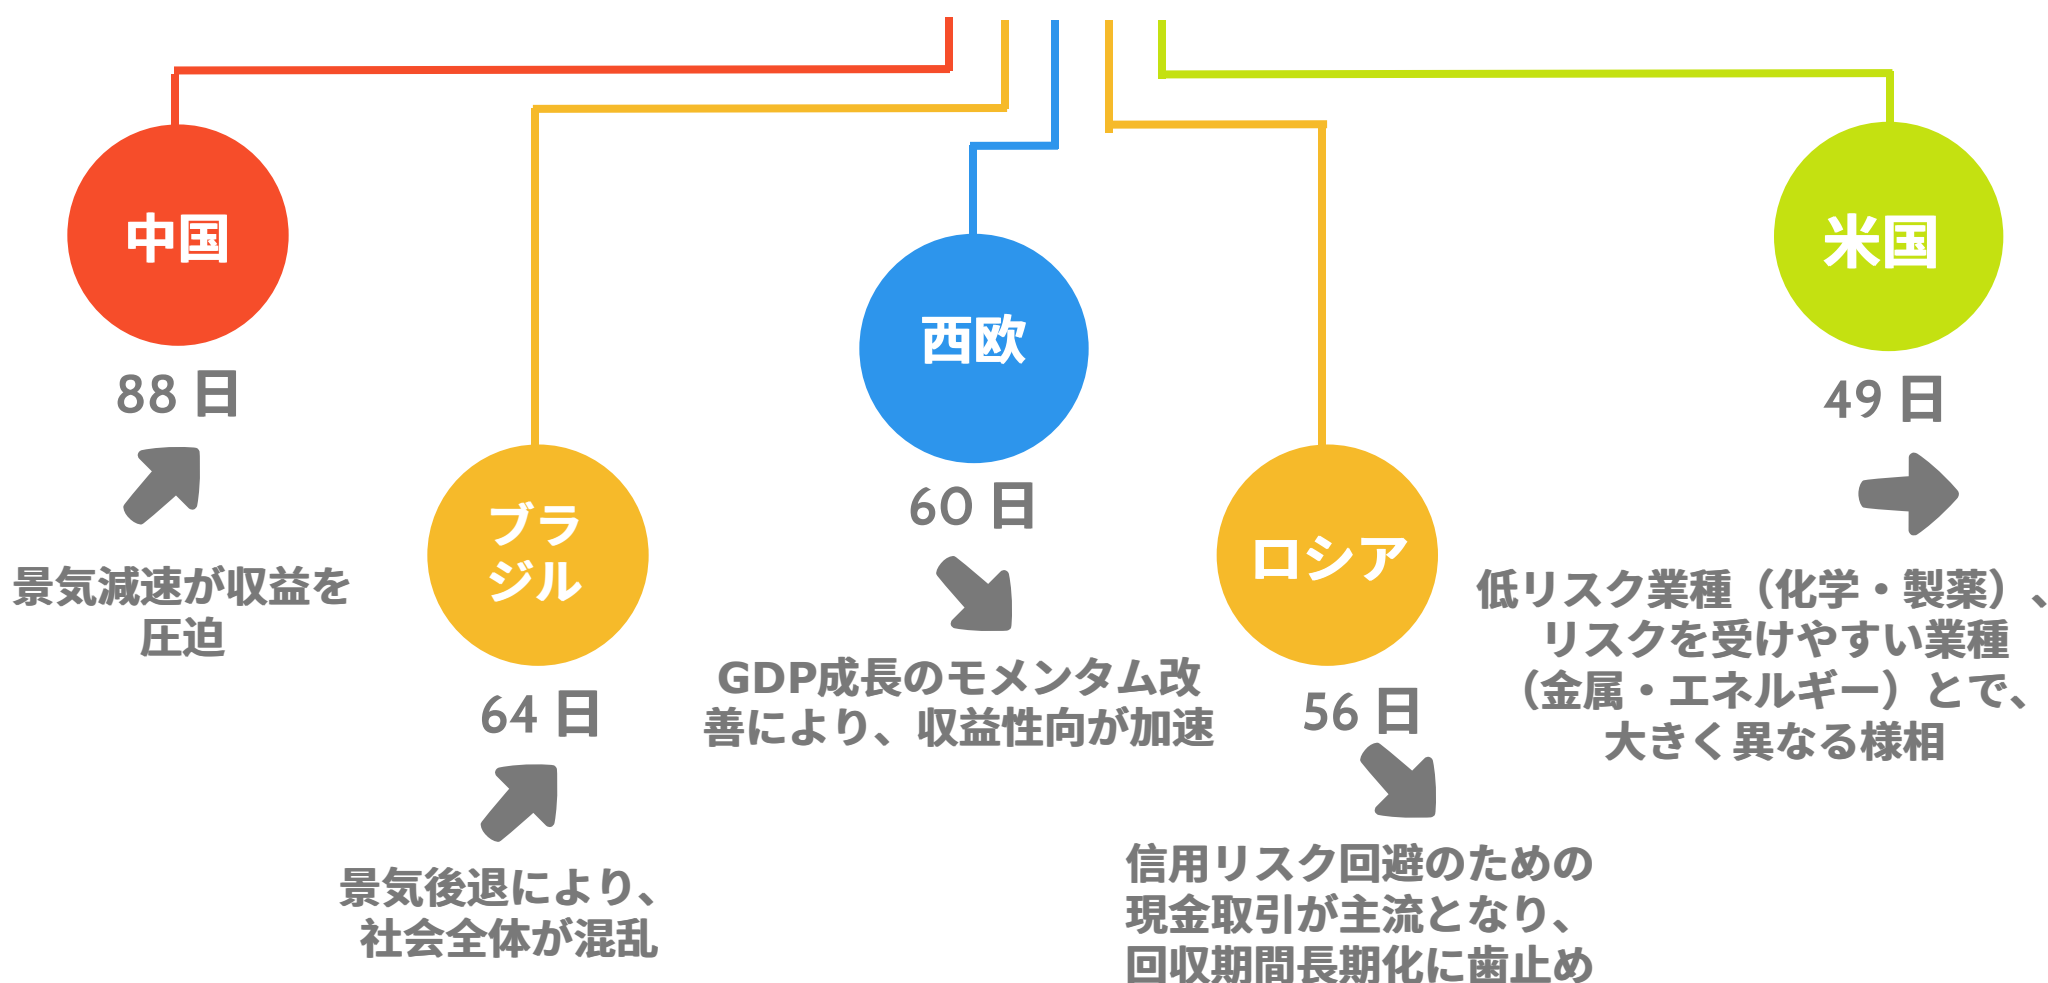 中国
88 日
景気減速が収益を
圧迫
ブラ
ジル
64 日
景気後退により、
社会全体が混乱
西欧
60 日
GDP成長のモメンタム改
善により、収益性向が加速
ロシア
56 日
信用リスク回避のための
現金取引が主流となり、
回収期間長期化に歯止め
米国
49 日
低リスク業種（化学・製薬）、
リスクを受けやすい業種
（金属・エネルギー）とで、
大きく異なる様相